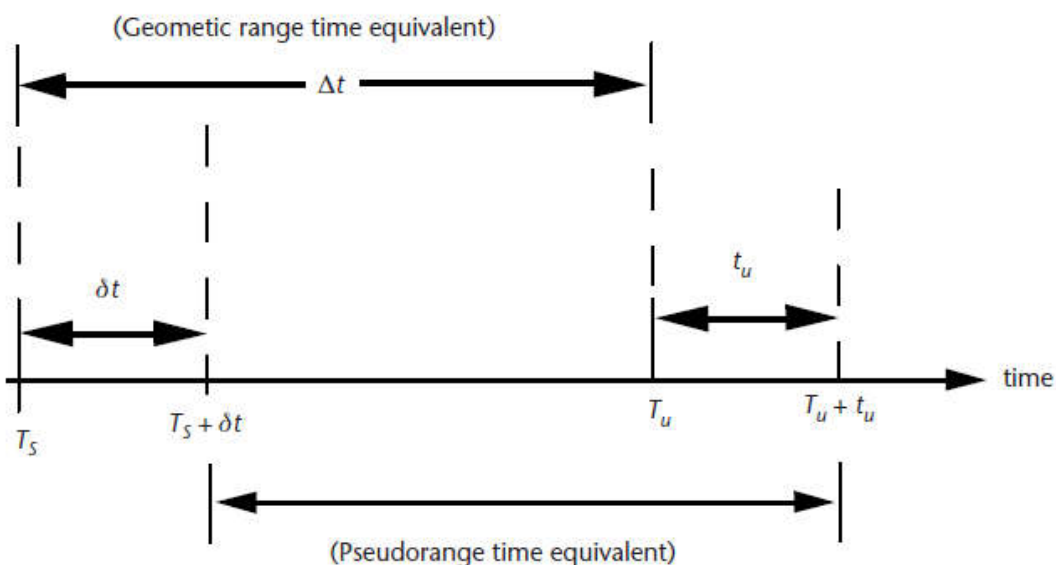 (Geometic range time equivalent)
Δt
δt
t_u
time
T_S
T_S + δt
T_u
T_u + t_u
(Pseudorange time equivalent)